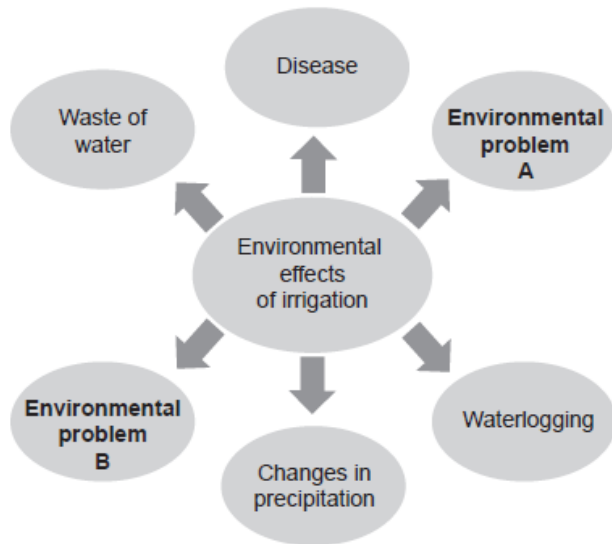 Disease
Waste of
water
Environmental
problem
A
Environmental
effects
of irrigation
Environmental
problem
B
Waterlogging
Changes in
precipitation